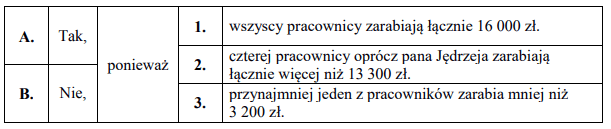 A. Tak,
B. Nie,
ponieważ
1. wszyscy pracownicy zarabiają łącznie 16 000 zł.
2. czterej pracownicy oprócz pana Jędrzeja zarabiają
łącznie więcej niż 13 300 zł.
3. przynajmniej jeden z pracowników zarabia mniej niż
3 200 zł.